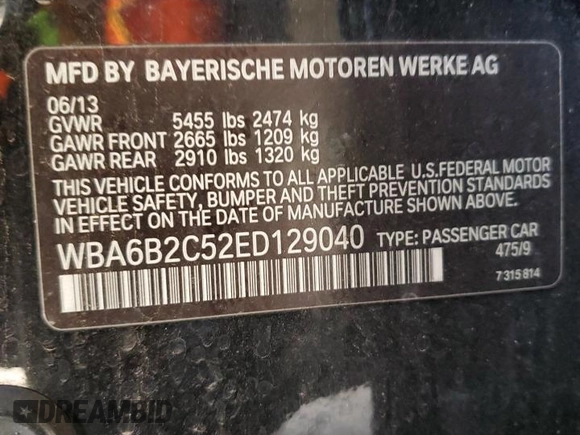 MFD BY BAYERISCHE MOTOREN WERKE AG
06/13
GVWR 5455 lbs 2474 kg
GAWR FRONT 2665 lbs 1209 kg
GAWR REAR 2910 lbs 1320 kg
THIS VEHICLE CONFORMS TO ALL APPLICABLE U.S.FEDERAL MOTOR
VEHICLE SAFETY, BUMPER AND THEFT PREVENTION STANDARDS
IN EFFECT ON THE DATE OF MANUFACTURE SHOWN ABOVE.
WBA6B2C52ED129040 TYPE: PASSENGER CAR
475/9
7 315 814
DREAMBID